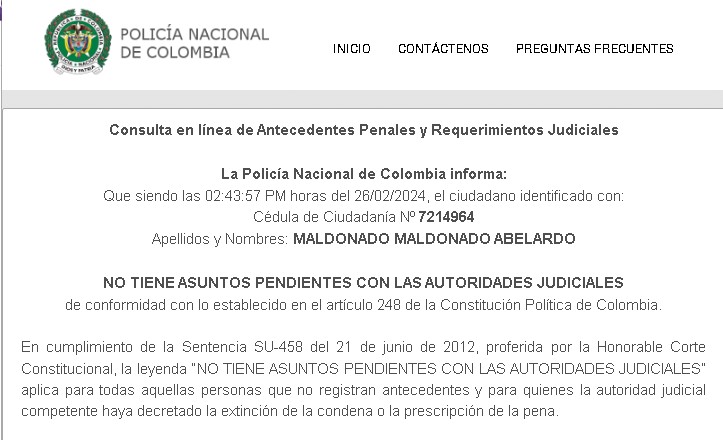 POLICÍA NACIONAL
DE COLOMBIA
INICIO CONTÁCTENOS PREGUNTAS FRECUENTES
Consulta en línea de Antecedentes Penales y Requerimientos Judiciales
La Policía Nacional de Colombia informa:
Que siendo las 02:43:57 PM horas del 26/02/2024, el ciudadano identificado con:
Cédula de Ciudadanía Nº 7214964
Apellidos y Nombres: MALDONADO MALDONADO ABELARDO
NO TIENE ASUNTOS PENDIENTES CON LAS AUTORIDADES JUDICIALES
de conformidad con lo establecido en el artículo 248 de la Constitución Política de Colombia.
En cumplimiento de la Sentencia SU-458 del 21 de junio de 2012, proferida por la Honorable Corte
Constitucional, la leyenda "NO TIENE ASUNTOS PENDIENTES CON LAS AUTORIDADES JUDICIALES"
aplica para todas aquellas personas que no registran antecedentes y para quienes la autoridad judicial
competente haya decretado la extinción de la condena o la prescripción de la pena.